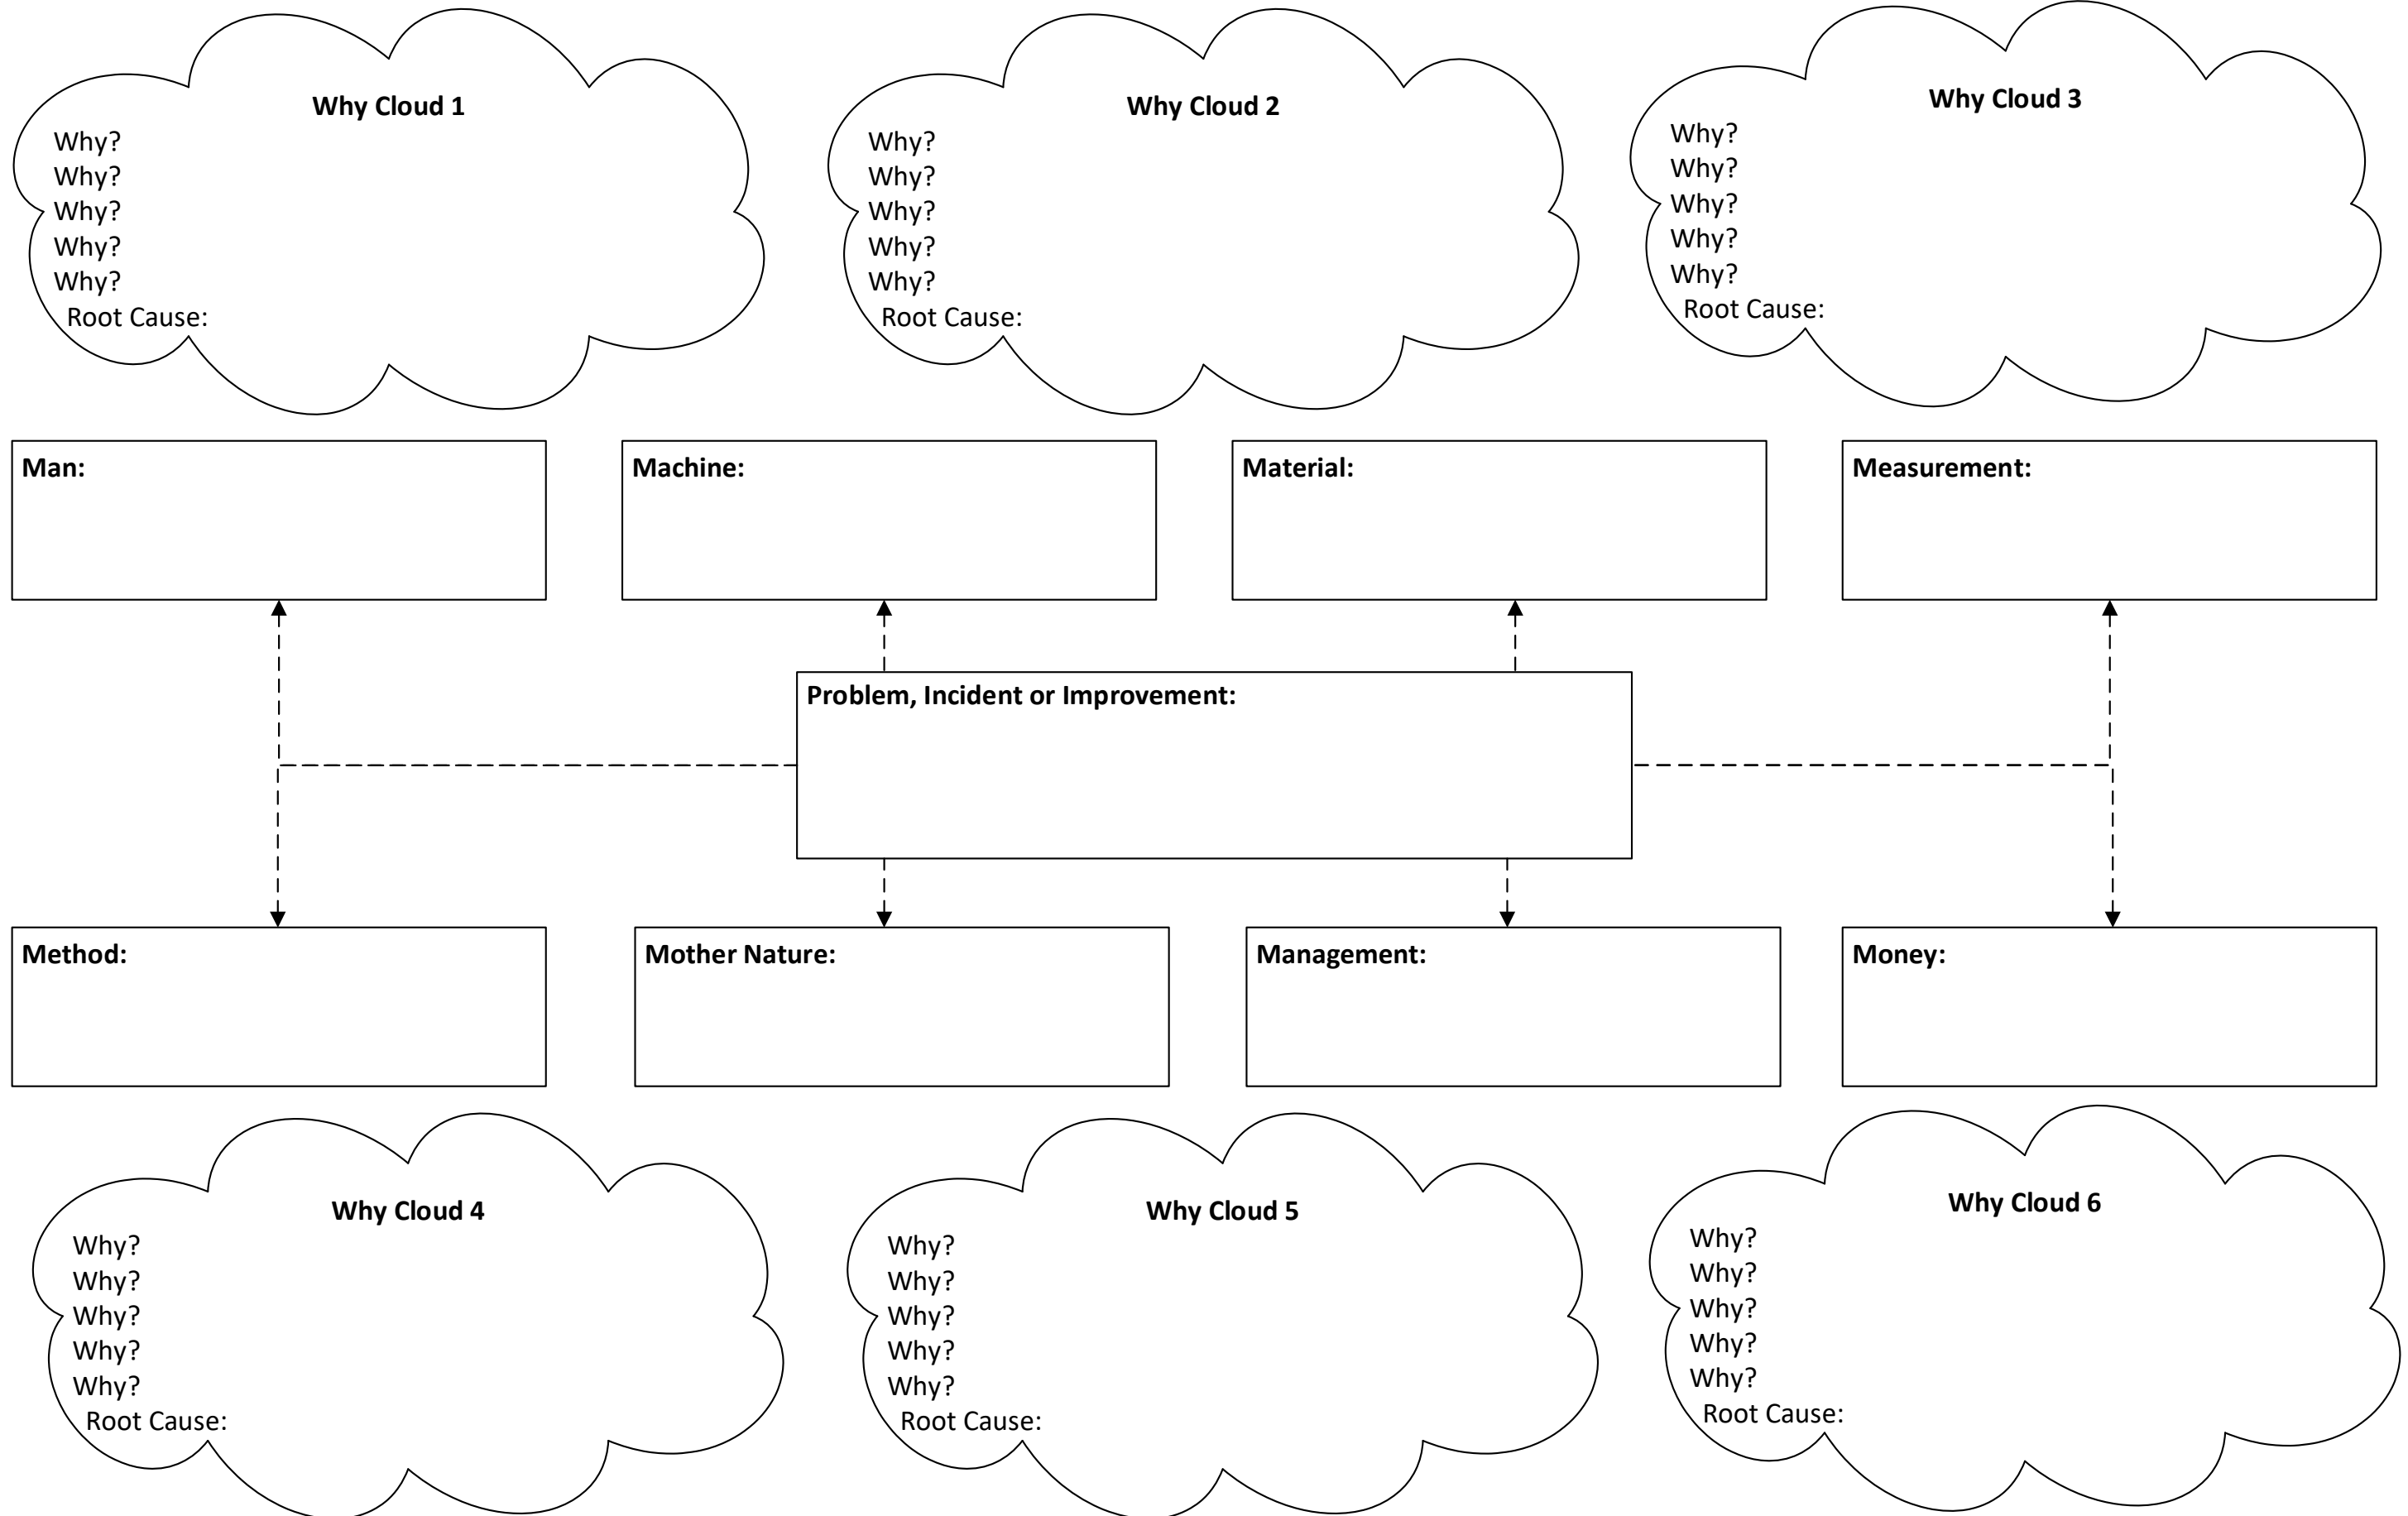 Why Cloud 1
Why?
Why?
Why?
Why?
Why?
Root Cause:
Why Cloud 2
Why?
Why?
Why?
Why?
Why?
Root Cause:
Why Cloud 3
Why?
Why?
Why?
Why?
Why?
Root Cause:
Man:
Machine:
Material:
Measurement:
Problem, Incident or Improvement:
Method:
Mother Nature:
Management:
Money:
Why Cloud 4
Why?
Why?
Why?
Why?
Why?
Root Cause:
Why Cloud 5
Why?
Why?
Why?
Why?
Why?
Root Cause:
Why Cloud 6
Why?
Why?
Why?
Why?
Why?
Root Cause: